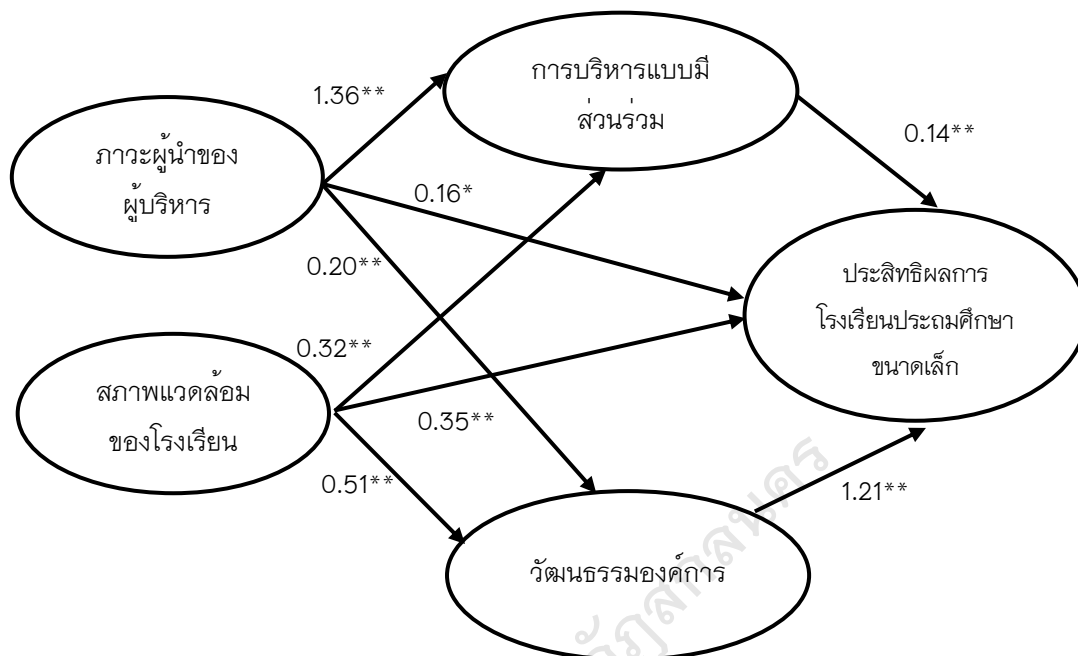 การบริหารแบบมี
ส่วนร่วม
1.36**
0.14**
ภาวะผู้นำของ
ผู้บริหาร
0.16*
0.20**
ประสิทธิผลการ
โรงเรียนประถมศึกษา
ขนาดเล็ก
0.32**
สภาพแวดล้อม
ของโรงเรียน
0.35**
0.51**
1.21**
วัฒนธรรมองค์การ